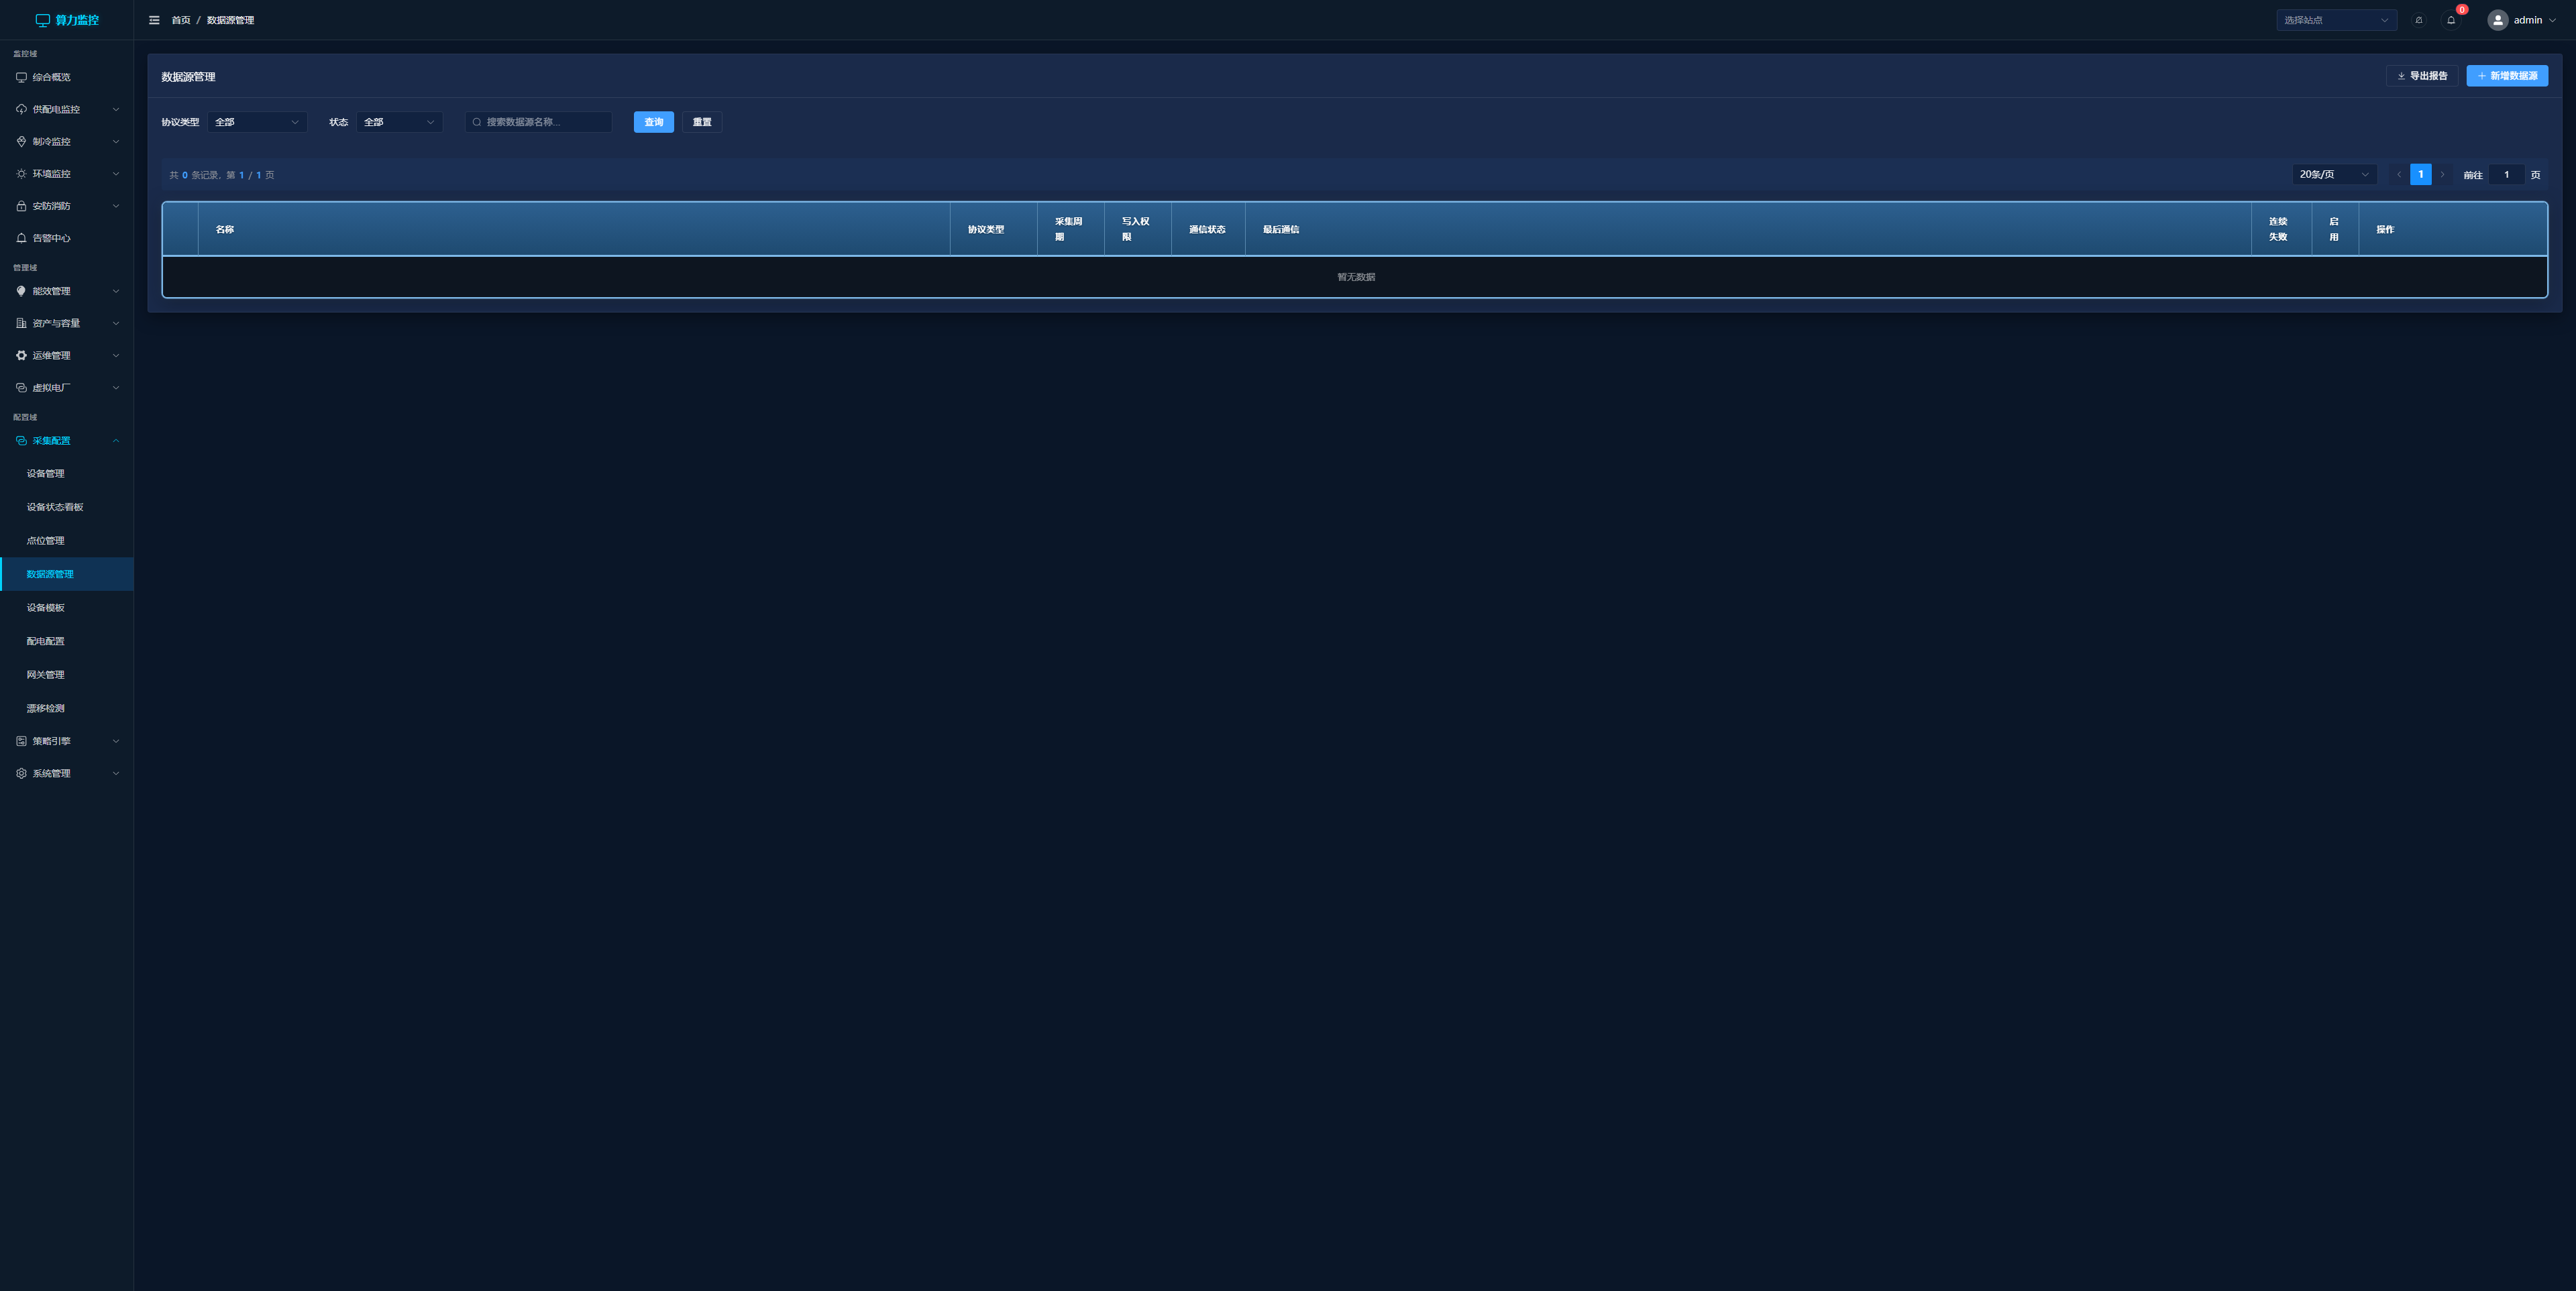 算力监控
首页 / 数据源管理
选择站点
0
admin
监控域
综合概览
供配电监控
制冷监控
环境监控
安防消防
告警中心
管理域
能效管理
资产与容量
运维管理
虚拟电厂
配置域
采集配置
设备管理
设备状态看板
点位管理
数据源管理
设备模板
配电配置
网关管理
漂移检测
策略引擎
系统管理
数据源管理
导出报告
新增数据源
协议类型 全部
状态 全部
搜索数据源名称...
查询
重置
共 0 条记录，第 1 / 1 页
20条/页
1
前往 1 页
名称
协议类型
采集周
期
写入权
限
通信状态
最后通信
连续
失败
启
用
操作
暂无数据